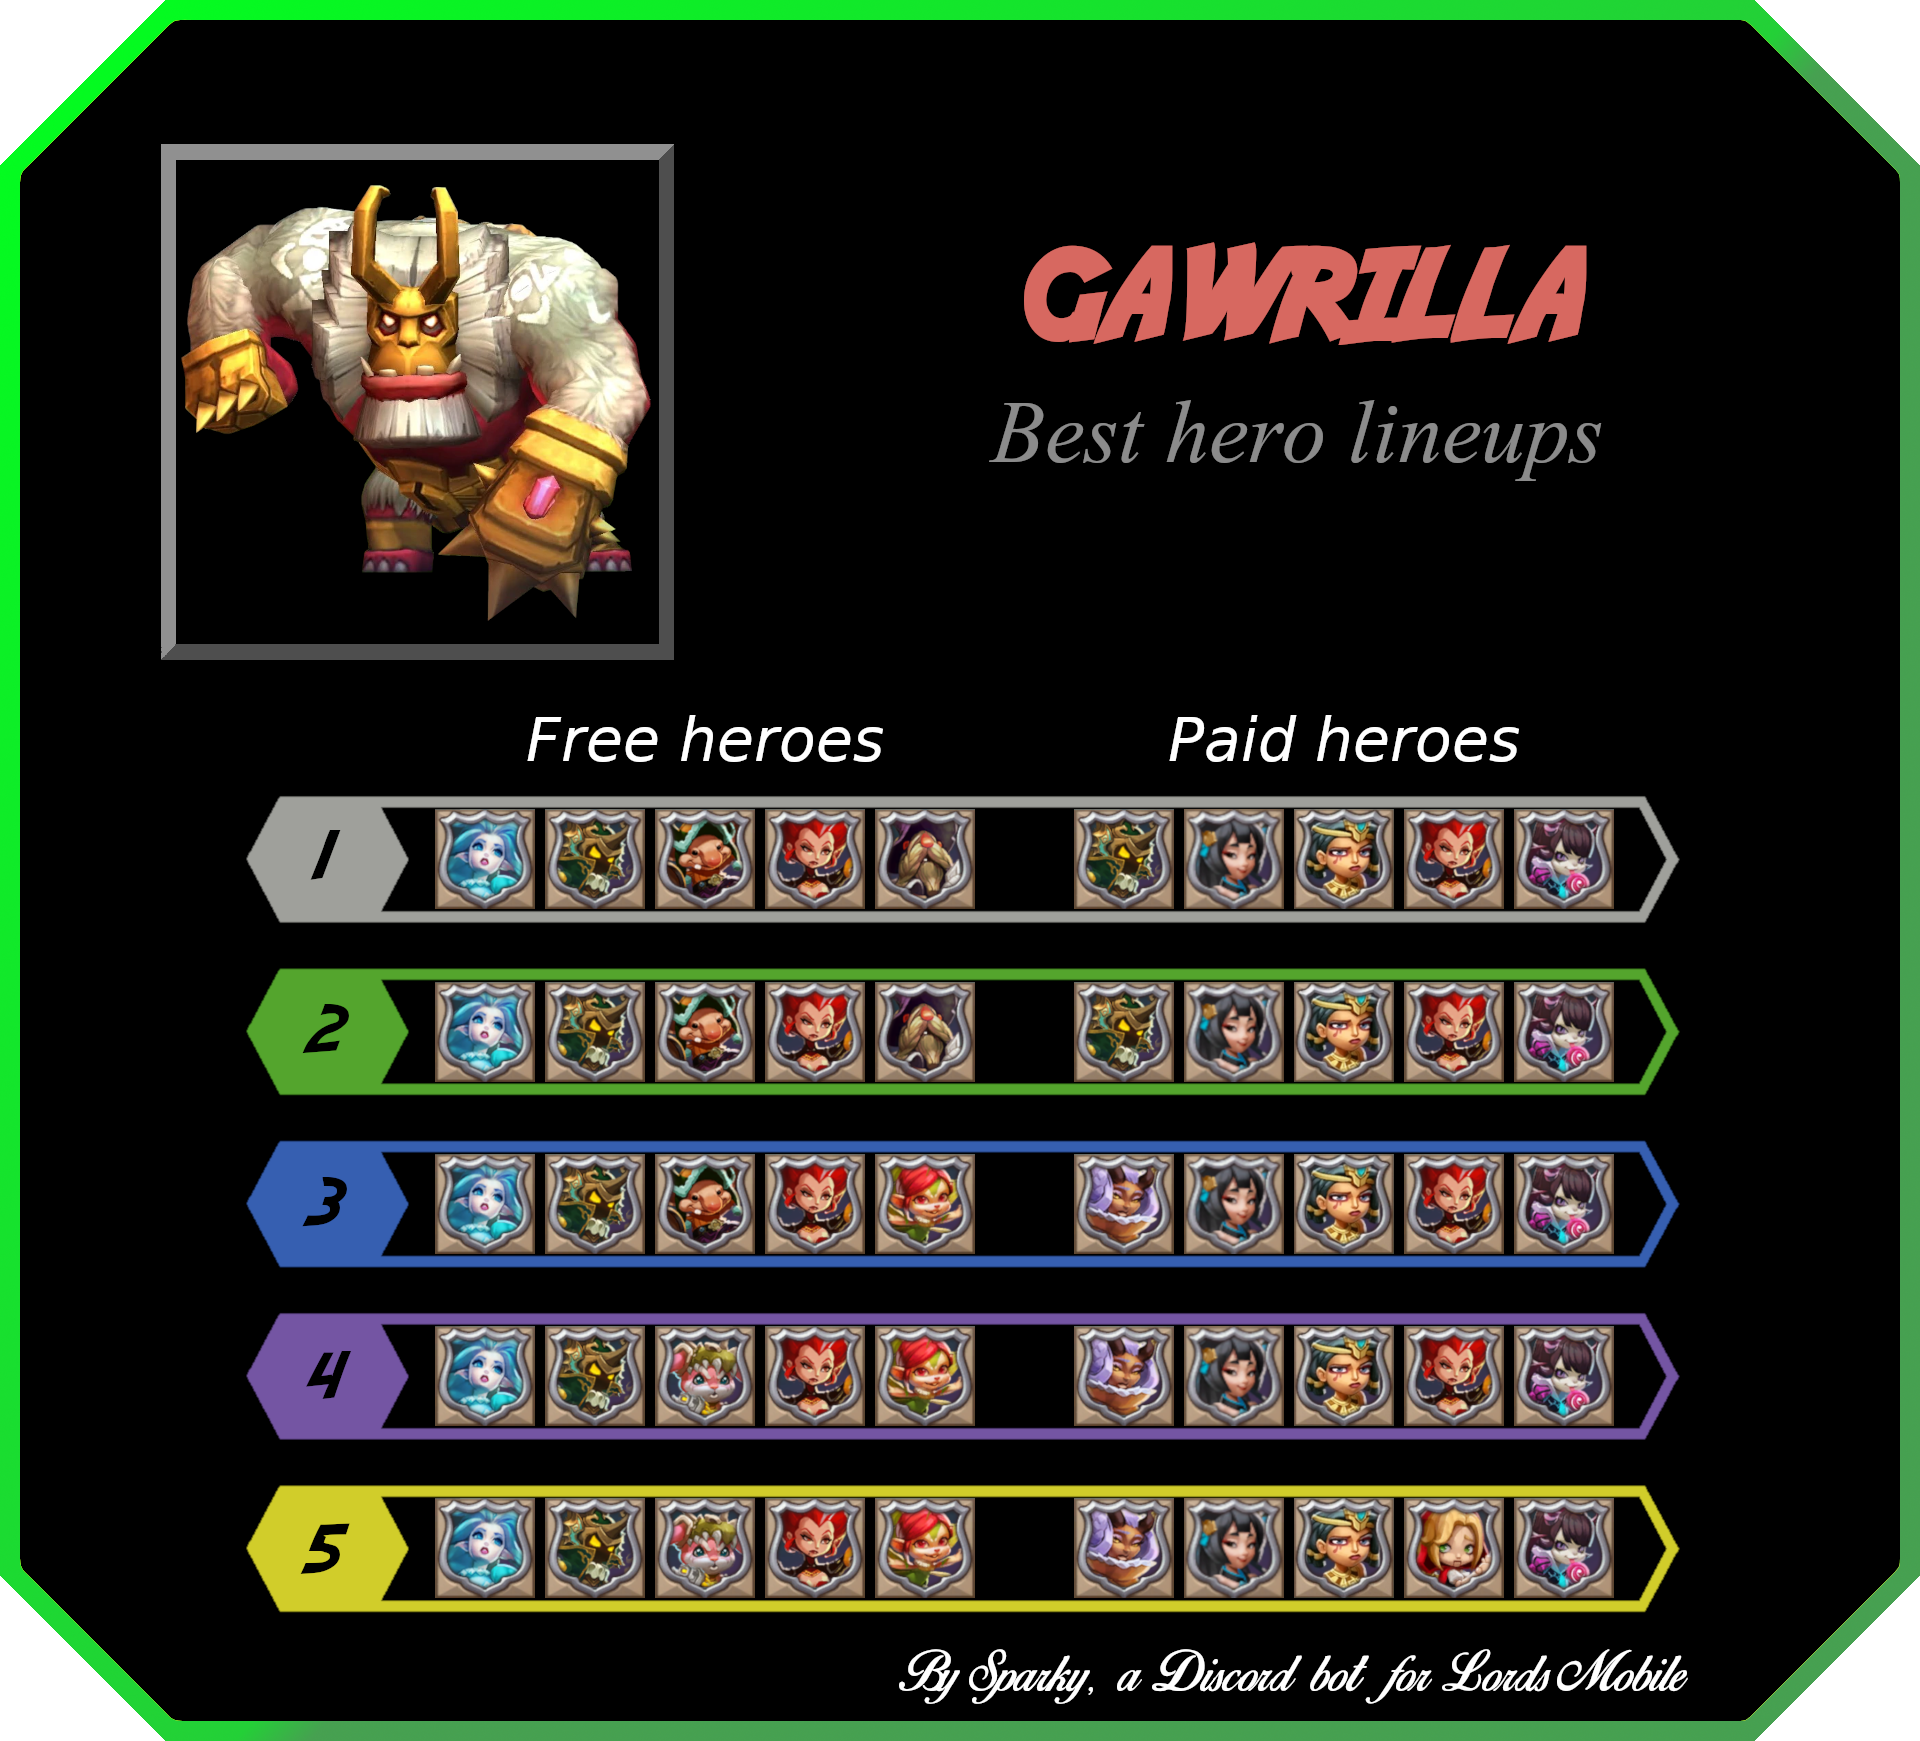 GAWRILLA
Best hero lineups
Free heroes Paid heroes
1
2
3
4
5
By Sparky, a Discord bot for Lords Mobile